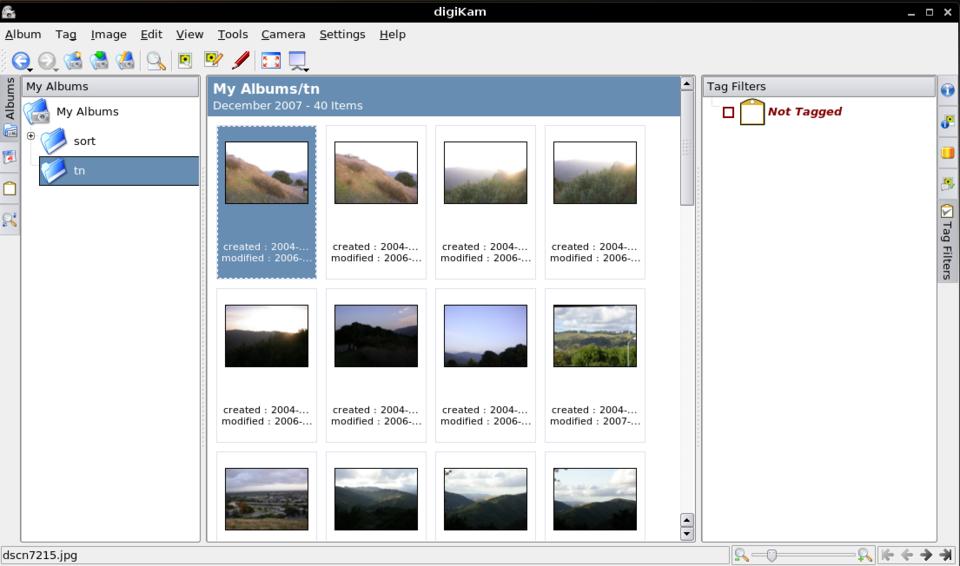 digiKam
Album Tag Image Edit View Tools Camera Settings Help
Albums
My Albums
My Albums
sort
tn
My Albums/tn
December 2007 - 40 Items
created : 2004-... created : 2004-... created : 2004-... created : 2004-...
modified : 2006-... modified : 2006-... modified : 2006-... modified : 2006-...
created : 2004-... created : 2004-... created : 2004-... created : 2004-...
modified : 2006-... modified : 2006-... modified : 2006-... modified : 2007-...
Tag Filters
Not Tagged
Tag Filters
dscn7215.jpg